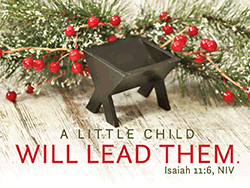 A LITTLE CHILD
WILL LEAD THEM.
Isaiah 11:6, NIV